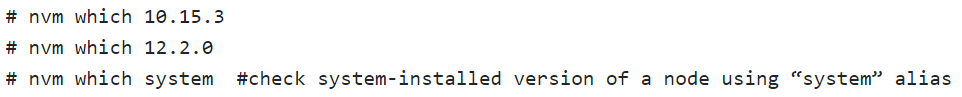 # nvm which 10.15.3
# nvm which 12.2.0
# nvm which system  #check system-installed version of a node using “system” alias